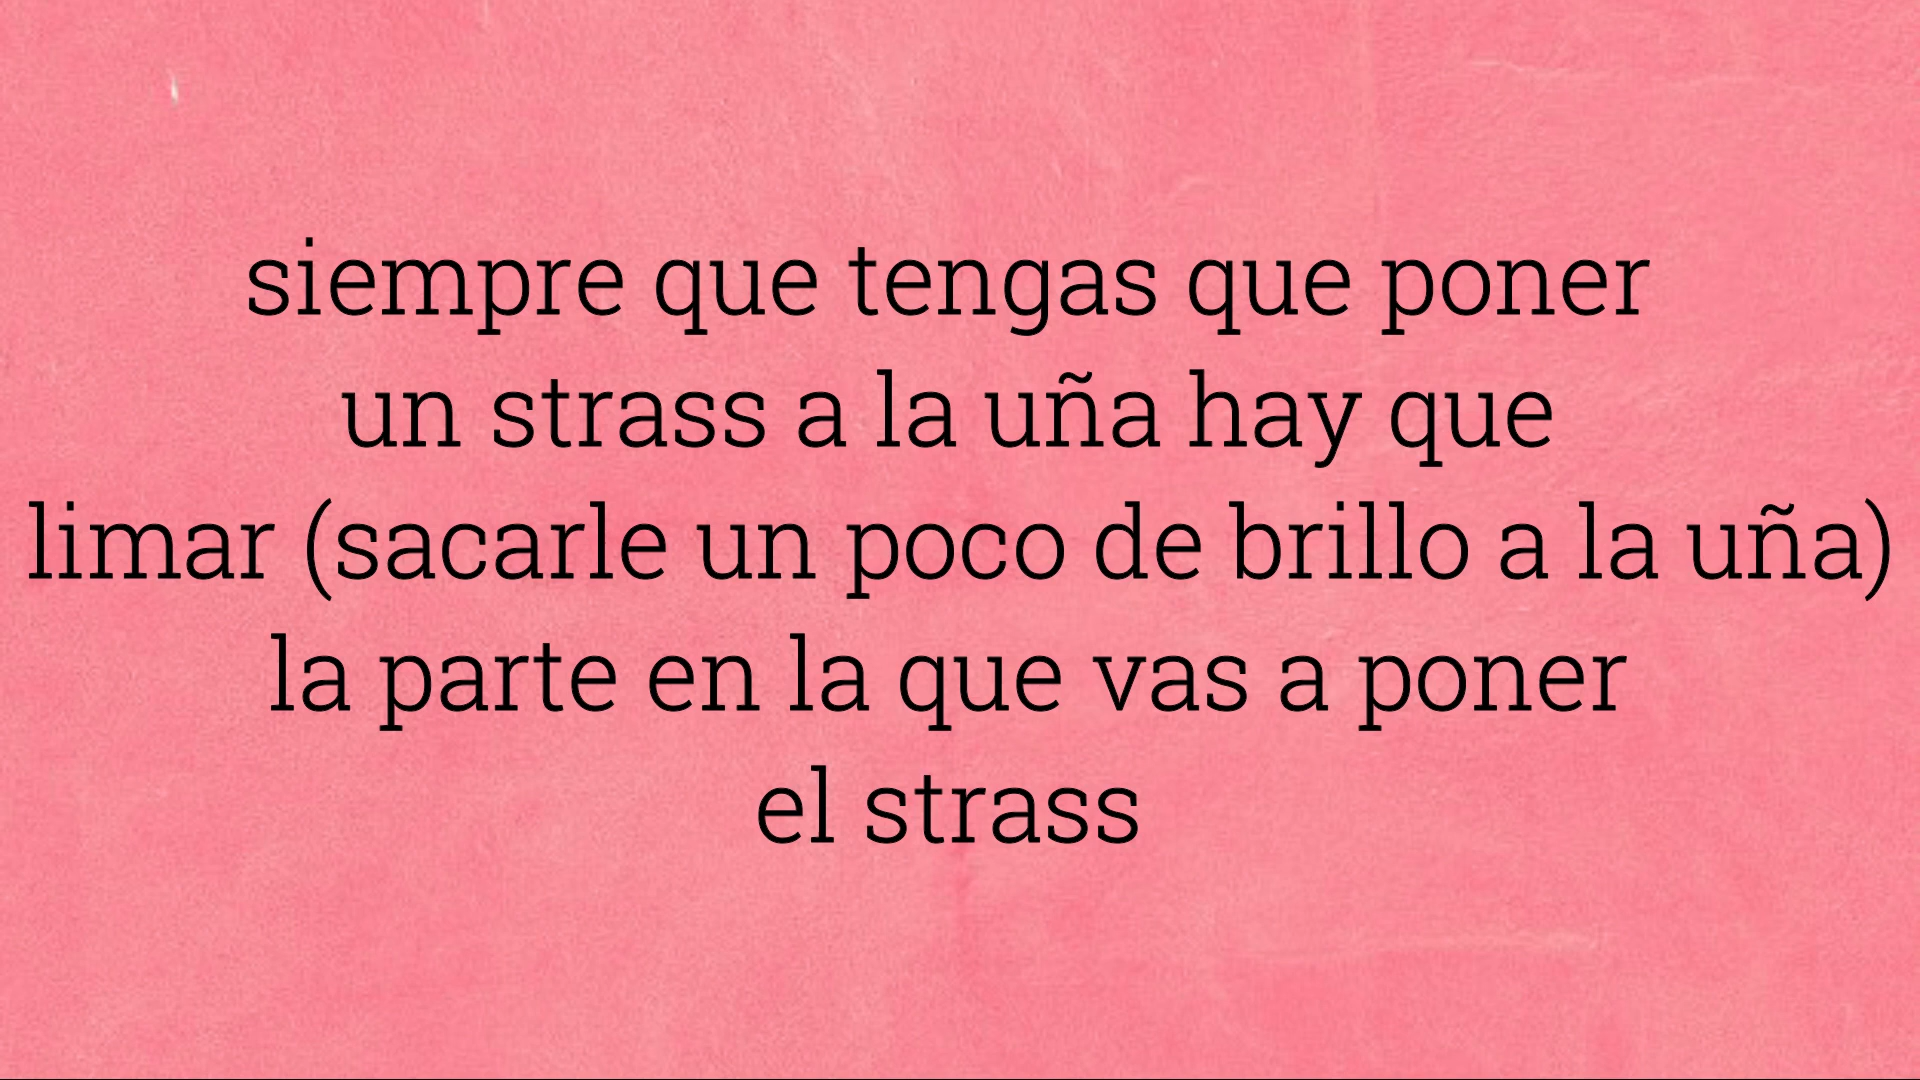 siempre que tengas que poner
un strass a la uña hay que
limar (sacarle un poco de brillo a la uña)
la parte en la que vas a poner
el strass